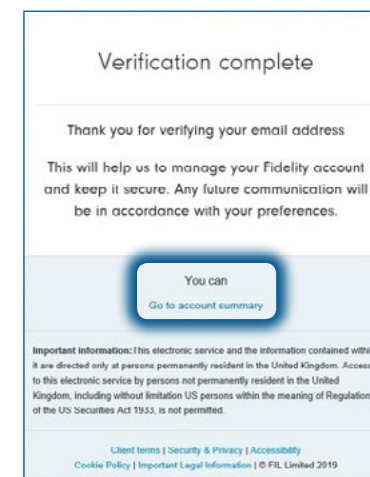 Verification complete
Thank you for verifying your email address
This will help us to manage your Fidelity account
and keep it secure. Any future communication will
be in accordance with your preferences.
You can
Go to account summary
Important information: This electronic service and the information contained withi
it are directed only at persons permanently resident in the United Kingdom. Access
to this electronic service by persons not permanently resident in the United
Kingdom, including without limitation US persons within the meaning of Regulation
of the US Securities Act 1933, is not permitted.
Client terms | Security & Privacy | Accessibility
Cookie Policy | Important Legal Information | © FIL Limited 2019